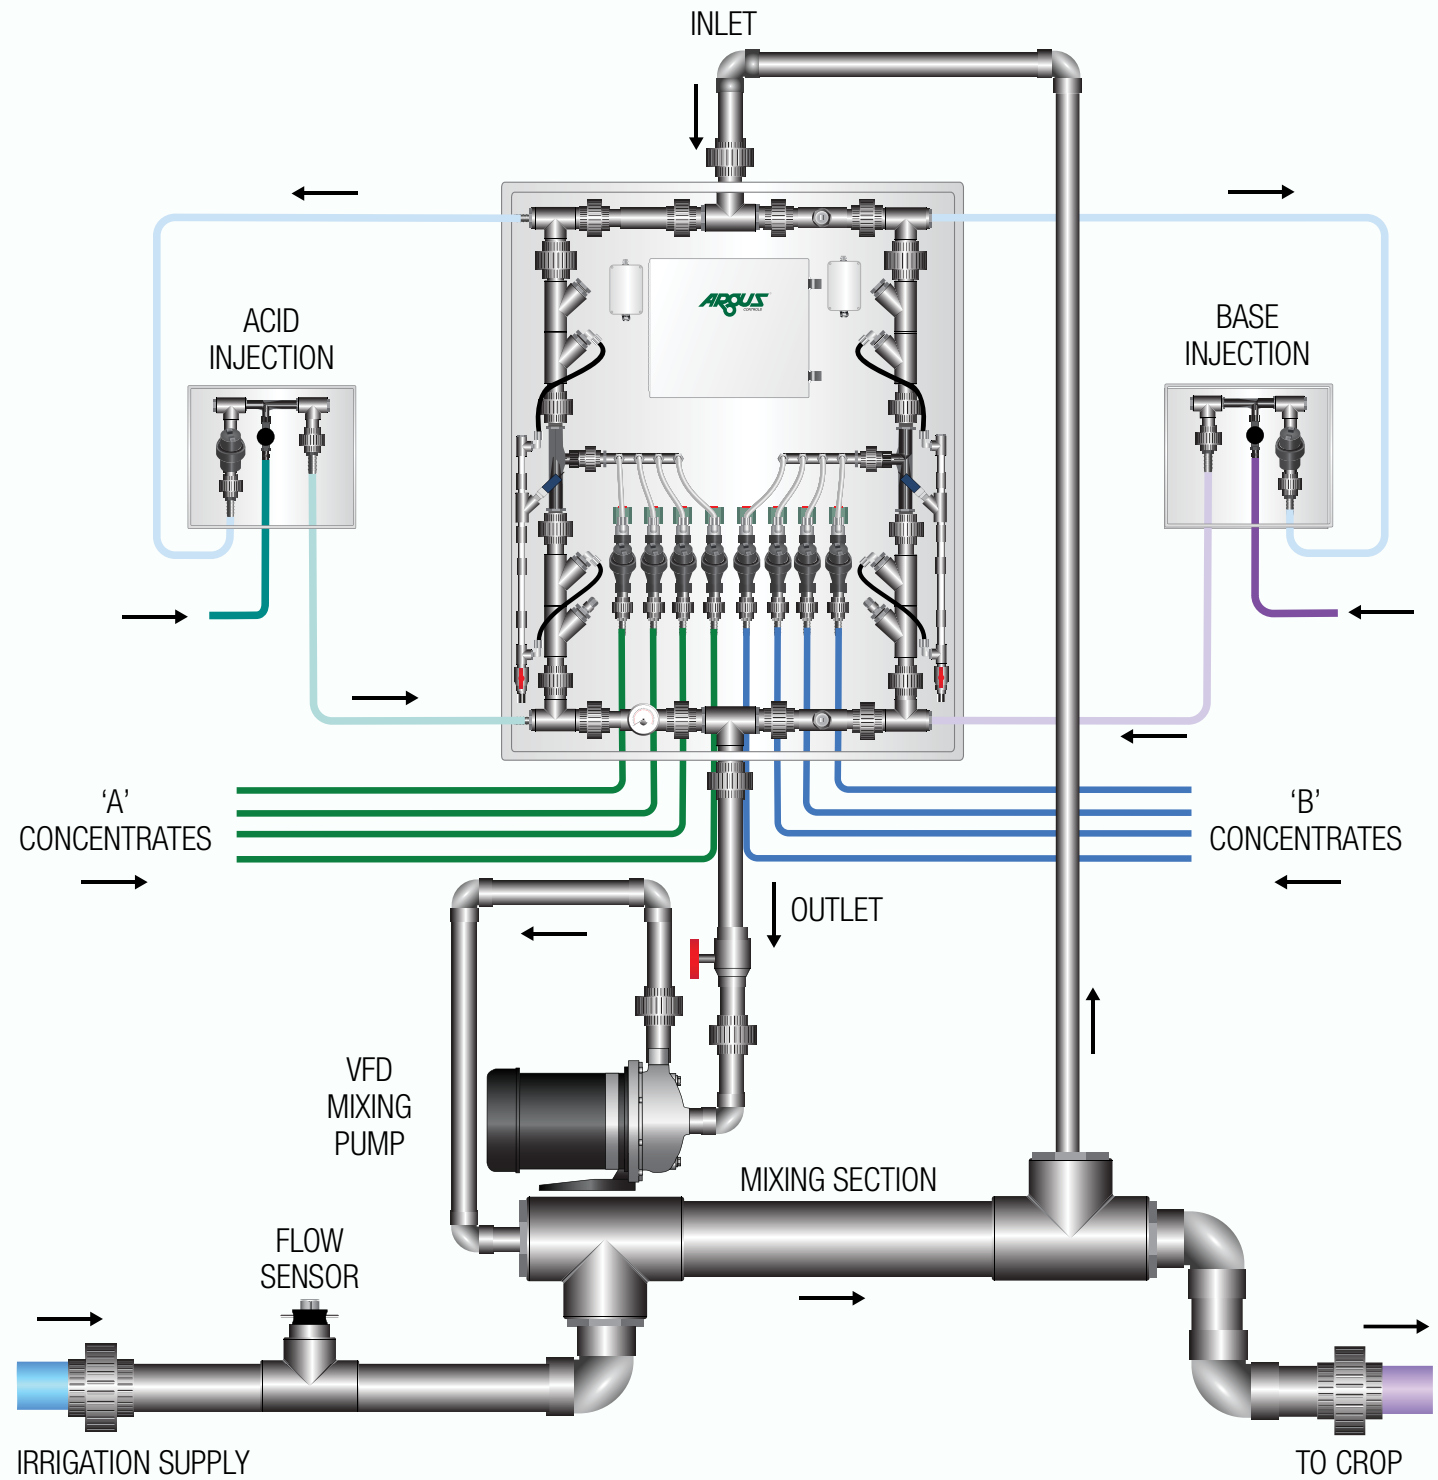 INLET
ARGUS
CONTROLS
ACID
INJECTION
BASE
INJECTION
'A'
CONCENTRATES
'B'
CONCENTRATES
OUTLET
VFD
MIXING
PUMP
MIXING SECTION
FLOW
SENSOR
IRRIGATION SUPPLY
TO CROP